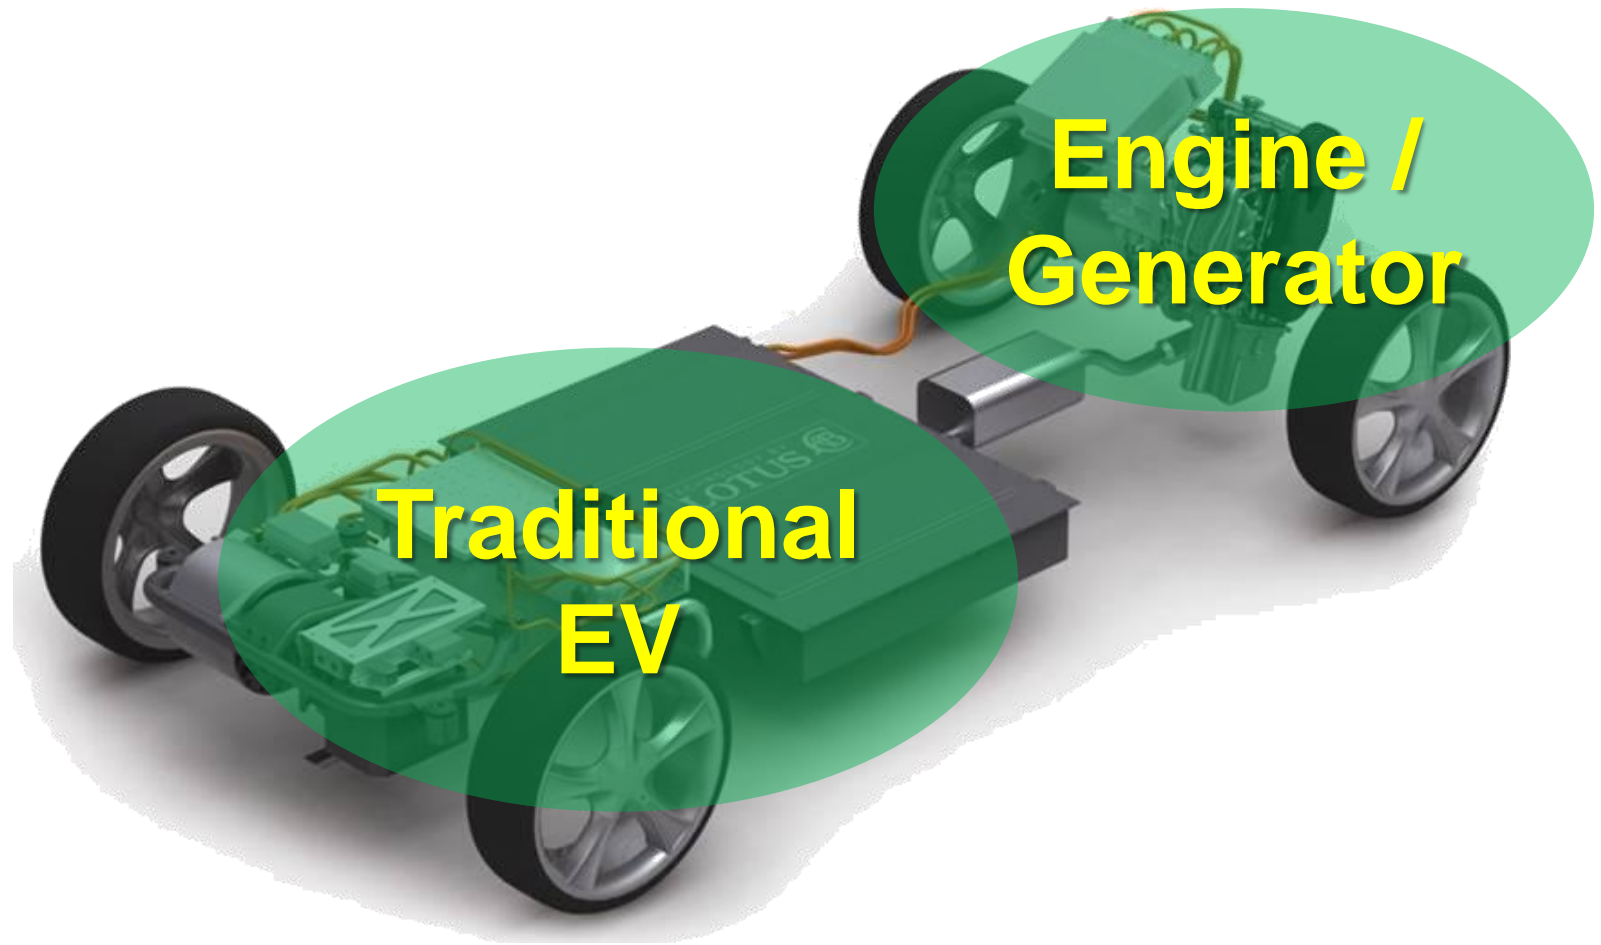 Engine /
Generator
LOTUS
Traditional
EV